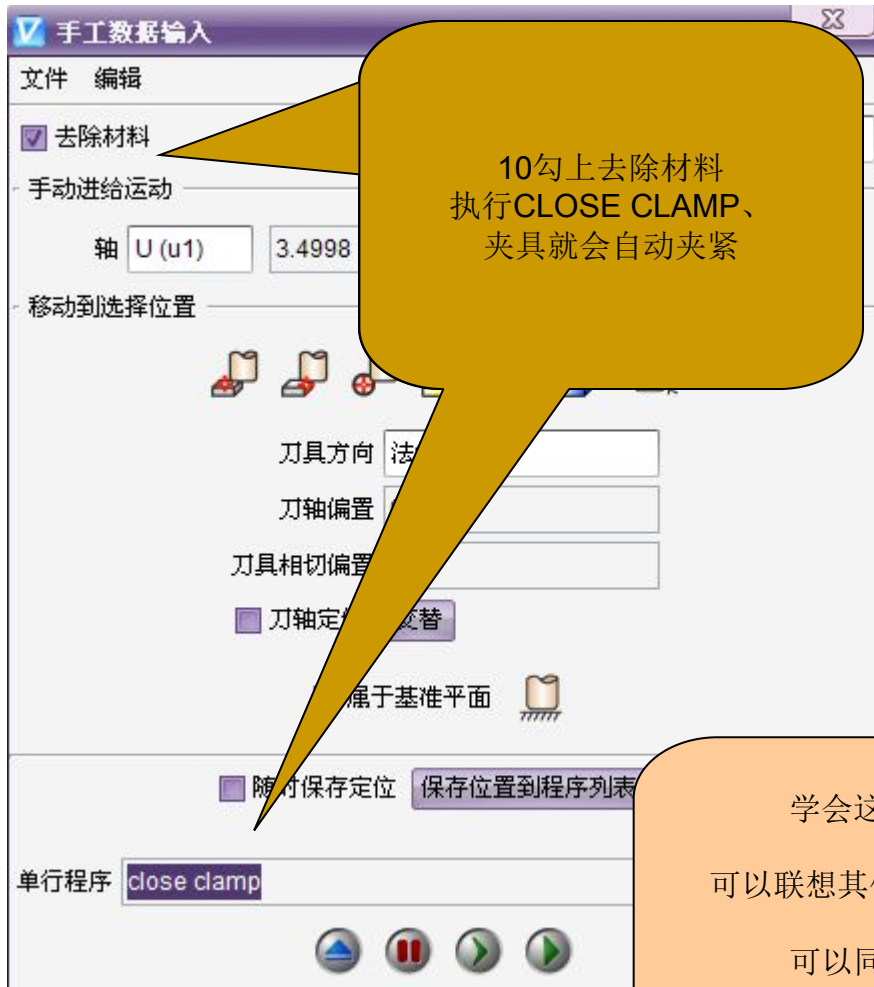 手工数据输入
文件 编辑
去除材料
10勾上去除材料
执行CLOSE CLAMP、
夹具就会自动夹紧
手动进给运动
轴 U (u1) 3.4998
移动到选择位置
刀具方向 法
刀轴偏置
刀具相切偏置
刀轴定 变替
属于基准平面
随时保存定位 保存位置到程序列表
学会这
可以联想其
可以同
单行程序 close clamp